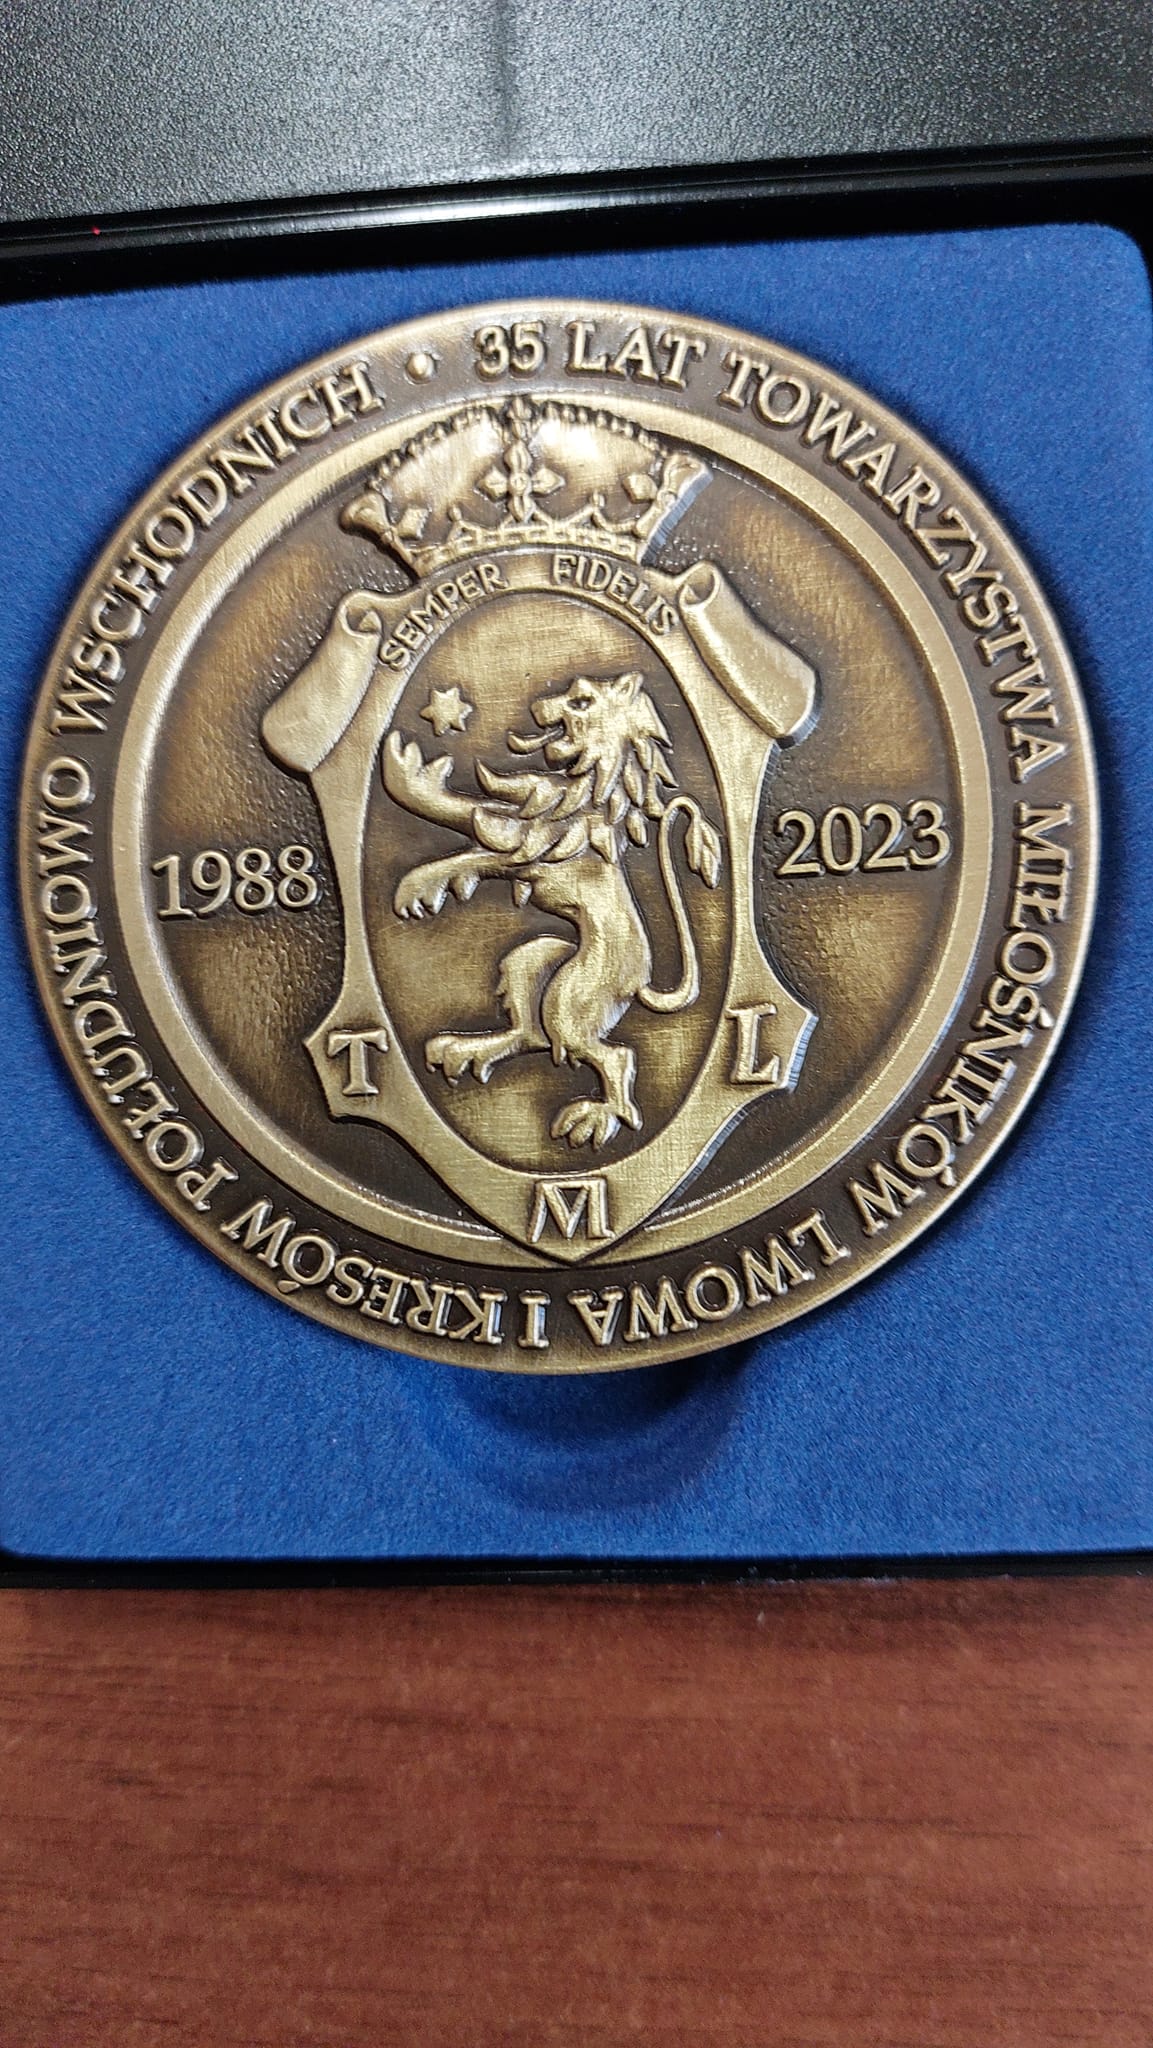 35 LAT TOWARZYSTWA MIŁOŚNIKÓW LWOWA I KRESÓW POŁUDNIOWO WSCHODNICH •
SEMPER FIDELIS
1988 2023
T L
M